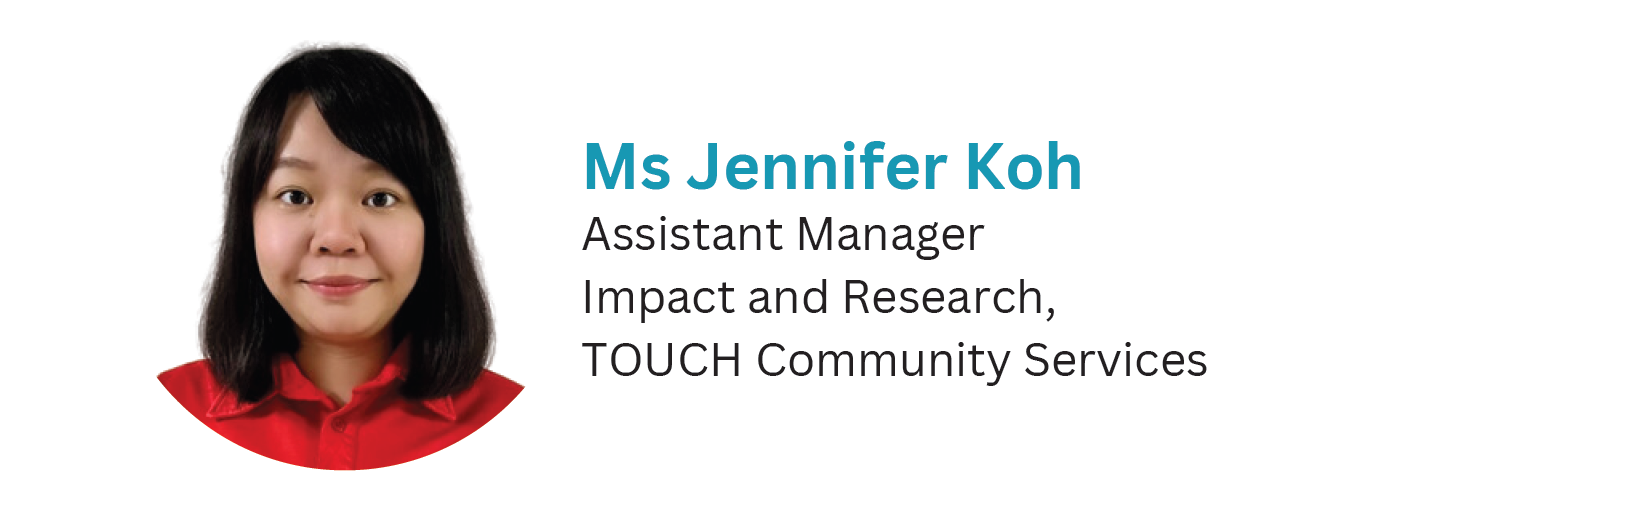 Ms Jennifer Koh
Assistant Manager
Impact and Research,
TOUCH Community Services